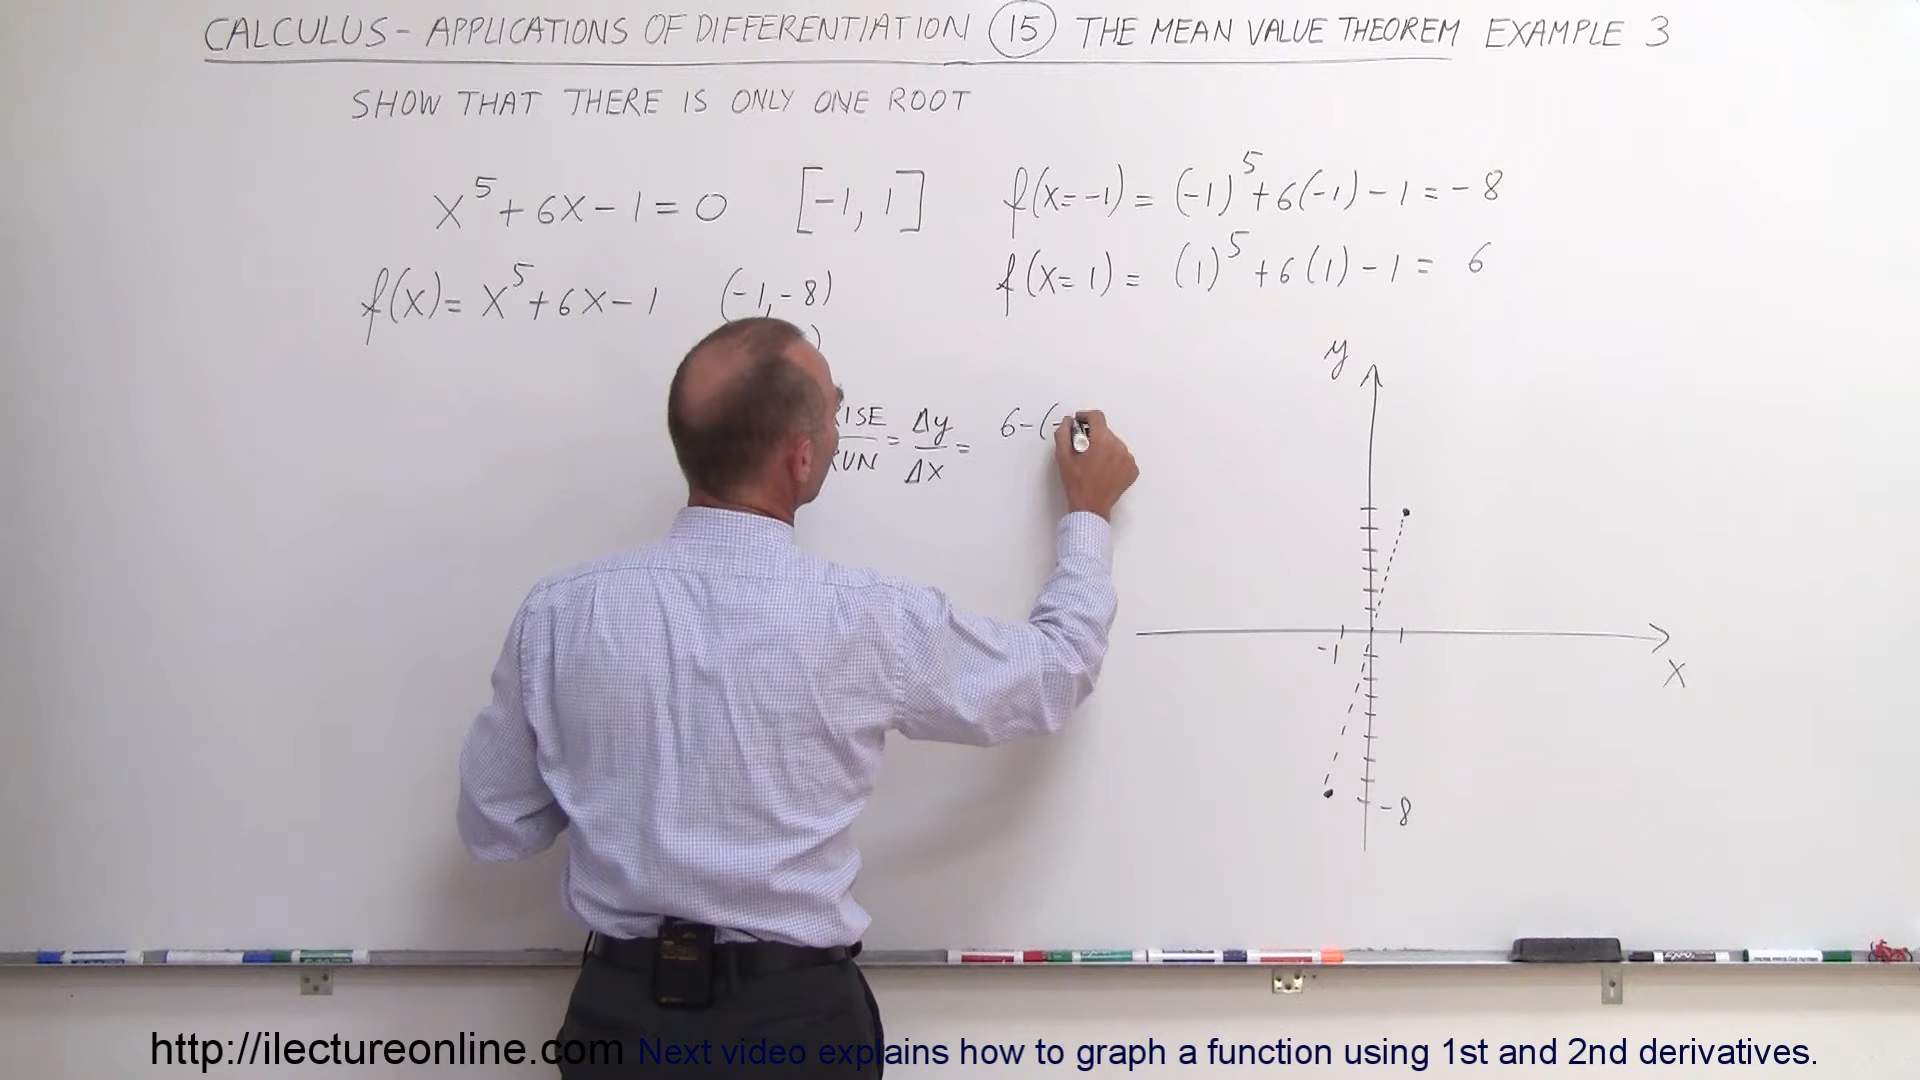 CALCULUS - APPLICATIONS OF DIFFERENTIATION 15 THE MEAN VALUE THEOREM EXAMPLE 3
SHOW THAT THERE IS ONLY ONE ROOT
x⁵ + 6x - 1 = 0 [-1, 1]
f(x=-1) = (-1)⁵ + 6(-1) - 1 = -8
f(x=1) = (1)⁵ + 6(1) - 1 = 6
f(x) = x⁵ + 6x - 1 (-1, -8)
)
RISE/RUN = Δy/Δx = 6-(-
y
-1
x
-8
http://ilectureonline.com Next video explains how to graph a function using 1st and 2nd derivatives.